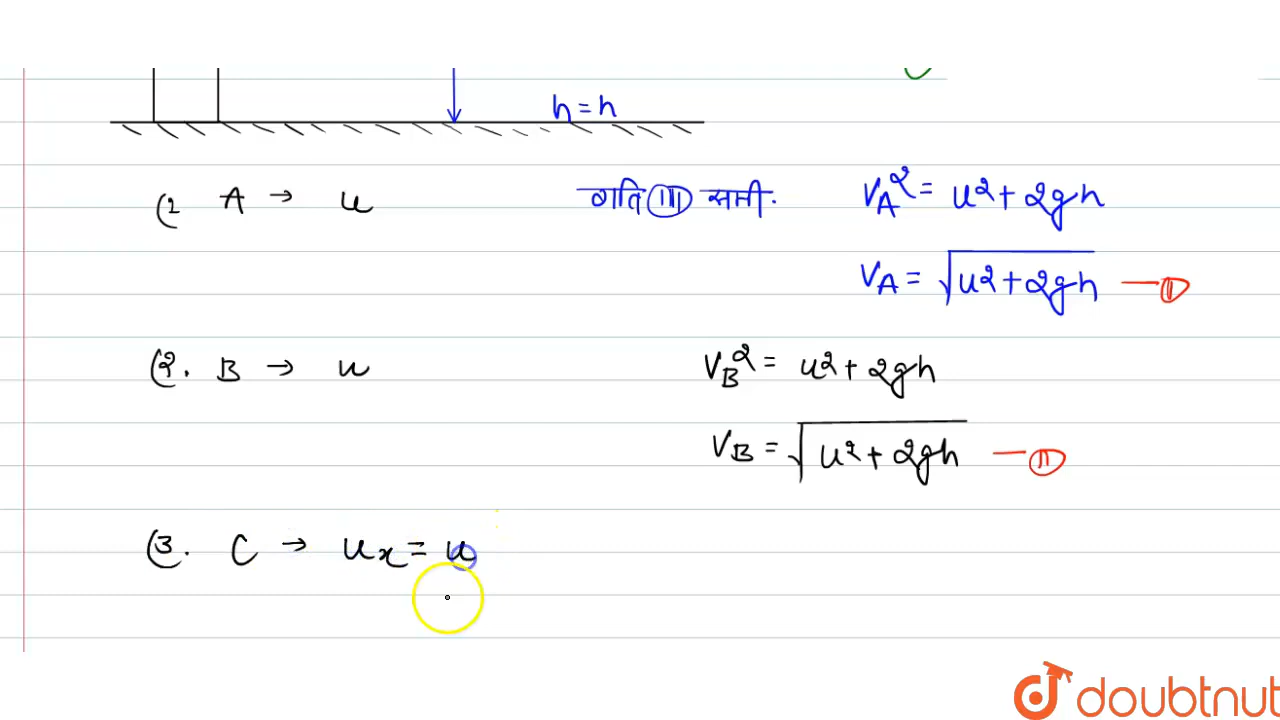 h = h
(1 A → u गति III समी. V_A² = u² + 2gh
V_A = √(u² + 2gh) — I
(2. B → u V_B² = u² + 2gh
V_B = √(u² + 2gh) — II
(3. C → u_x = u
doubtnut